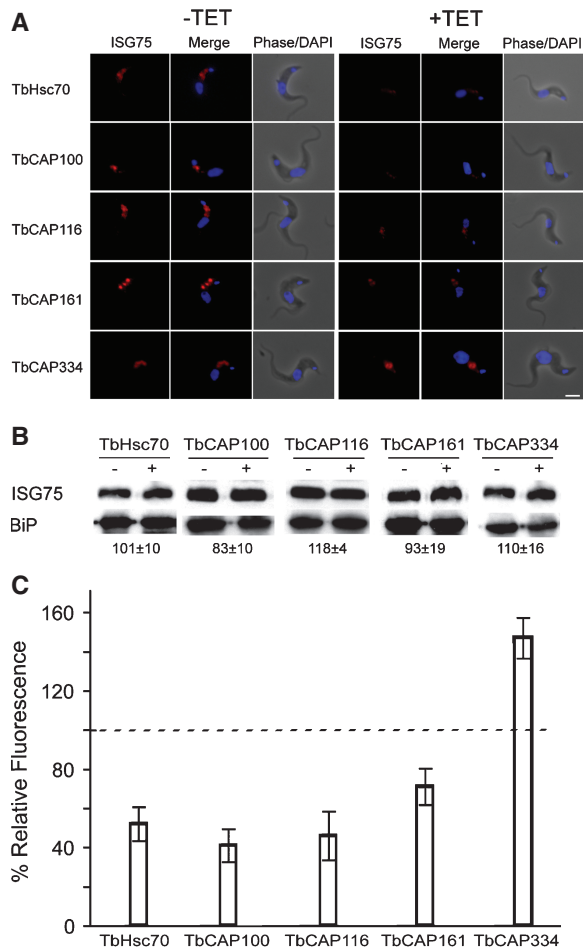 A
-TET
+TET
ISG75 Merge Phase/DAPI ISG75 Merge Phase/DAPI
TbHsc70
TbCAP100
TbCAP116
TbCAP161
TbCAP334
B
TbHsc70 TbCAP100 TbCAP116 TbCAP161 TbCAP334
- + - + - + - + - +
ISG75
BiP
101±10 83±10 118±4 93±19 110±16
C
% Relative Fluorescence
160
120
80
40
0
TbHsc70 TbCAP100 TbCAP116 TbCAP161 TbCAP334